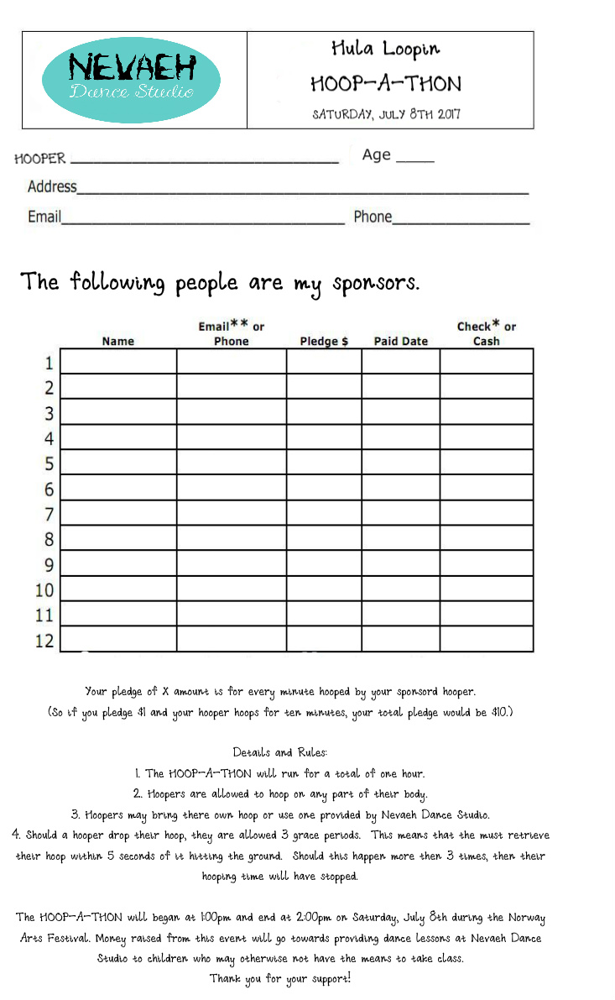 NEVAEH
Dance Studio
Hula Loopin
HOOP-A-THON
SATURDAY, JULY 8TH 2017
HOOPER ________ Age ____
Address________
Email________ Phone________
The following people are my sponsors.
Name Email** or Phone Pledge $ Paid Date Check* or Cash
1
2
3
4
5
6
7
8
9
10
11
12
Your pledge of X amount is for every minute hooped by your sponsord hooper.
(So if you pledge $1 and your hooper hoops for ten minutes, your total pledge would be $10.)
Details and Rules:
1. The HOOP-A-THON will run for a total of one hour.
2. Hoopers are allowed to hoop on any part of their body.
3. Hoopers may bring there own hoop or use one provided by Nevaeh Dance Studio.
4. Should a hooper drop their hoop, they are allowed 3 grace periods. This means that the must retrieve
their hoop within 5 seconds of it hitting the ground. Should this happen more then 3 times, then their
hooping time will have stopped.
The HOOP-A-THON will began at 1:00pm and end at 2:00pm on Saturday, July 8th during the Norway
Arts Festival. Money raised from this event will go towards providing dance lessons at Nevaeh Dance
Studio to children who may otherwise not have the means to take class.
Thank you for your support!